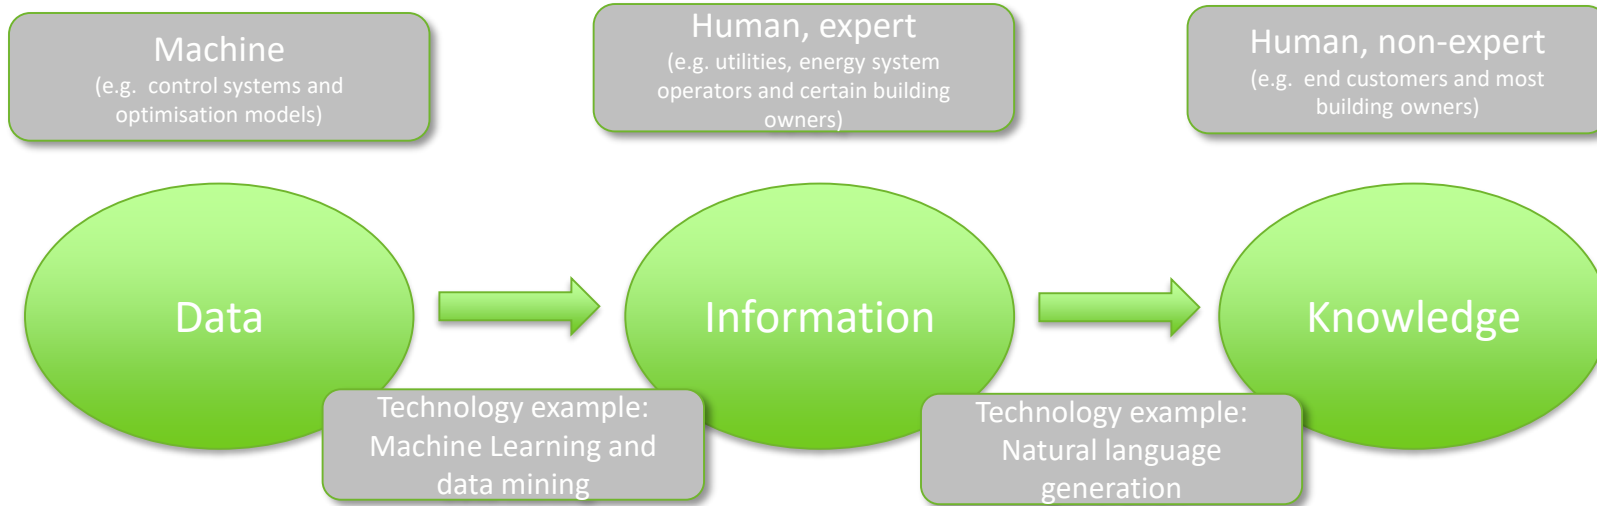 Machine
(e.g. control systems and
optimisation models)
Human, expert
(e.g. utilities, energy system
operators and certain building
owners)
Human, non-expert
(e.g. end customers and most
building owners)
Data
Information
Knowledge
Technology example:
Machine Learning and
data mining
Technology example:
Natural language
generation